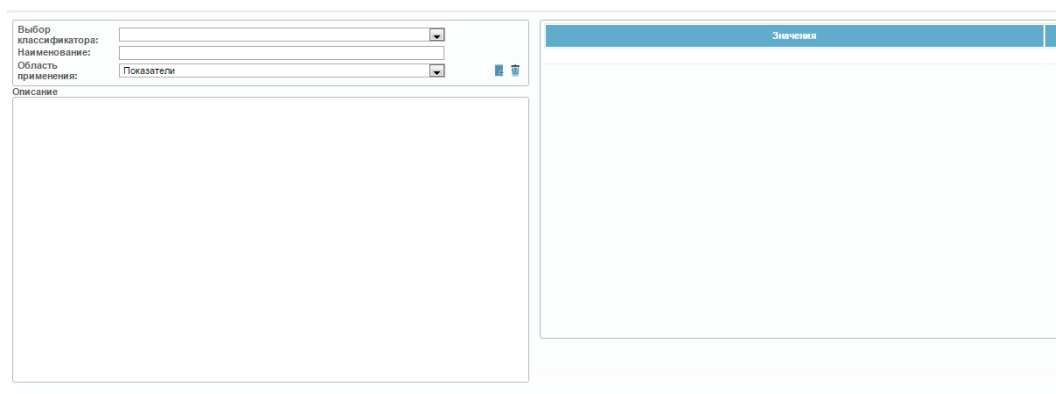 Выбор
классификатора:
Наименование:
Область
применения:
Показатели
Описание
Значения